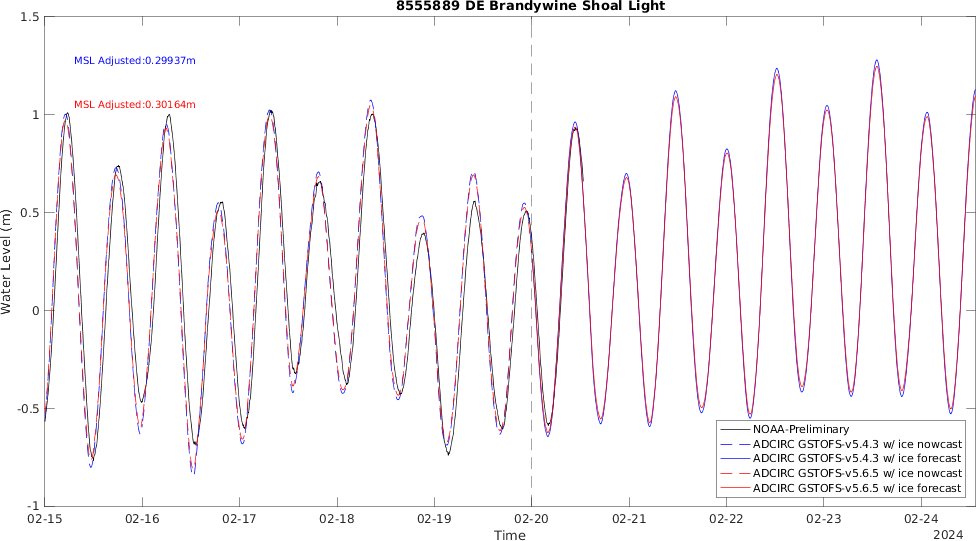 8555889 DE Brandywine Shoal Light
1.5
MSL Adjusted:0.29937m
MSL Adjusted:0.30164m
1
0.5
Water Level (m)
0
-0.5
-1
NOAA-Preliminary
ADCIRC GSTOFS-v5.4.3 w/ ice nowcast
ADCIRC GSTOFS-v5.4.3 w/ ice forecast
ADCIRC GSTOFS-v5.6.5 w/ ice nowcast
ADCIRC GSTOFS-v5.6.5 w/ ice forecast
02-15 02-16 02-17 02-18 02-19 02-20 02-21 02-22 02-23 02-24
Time
2024